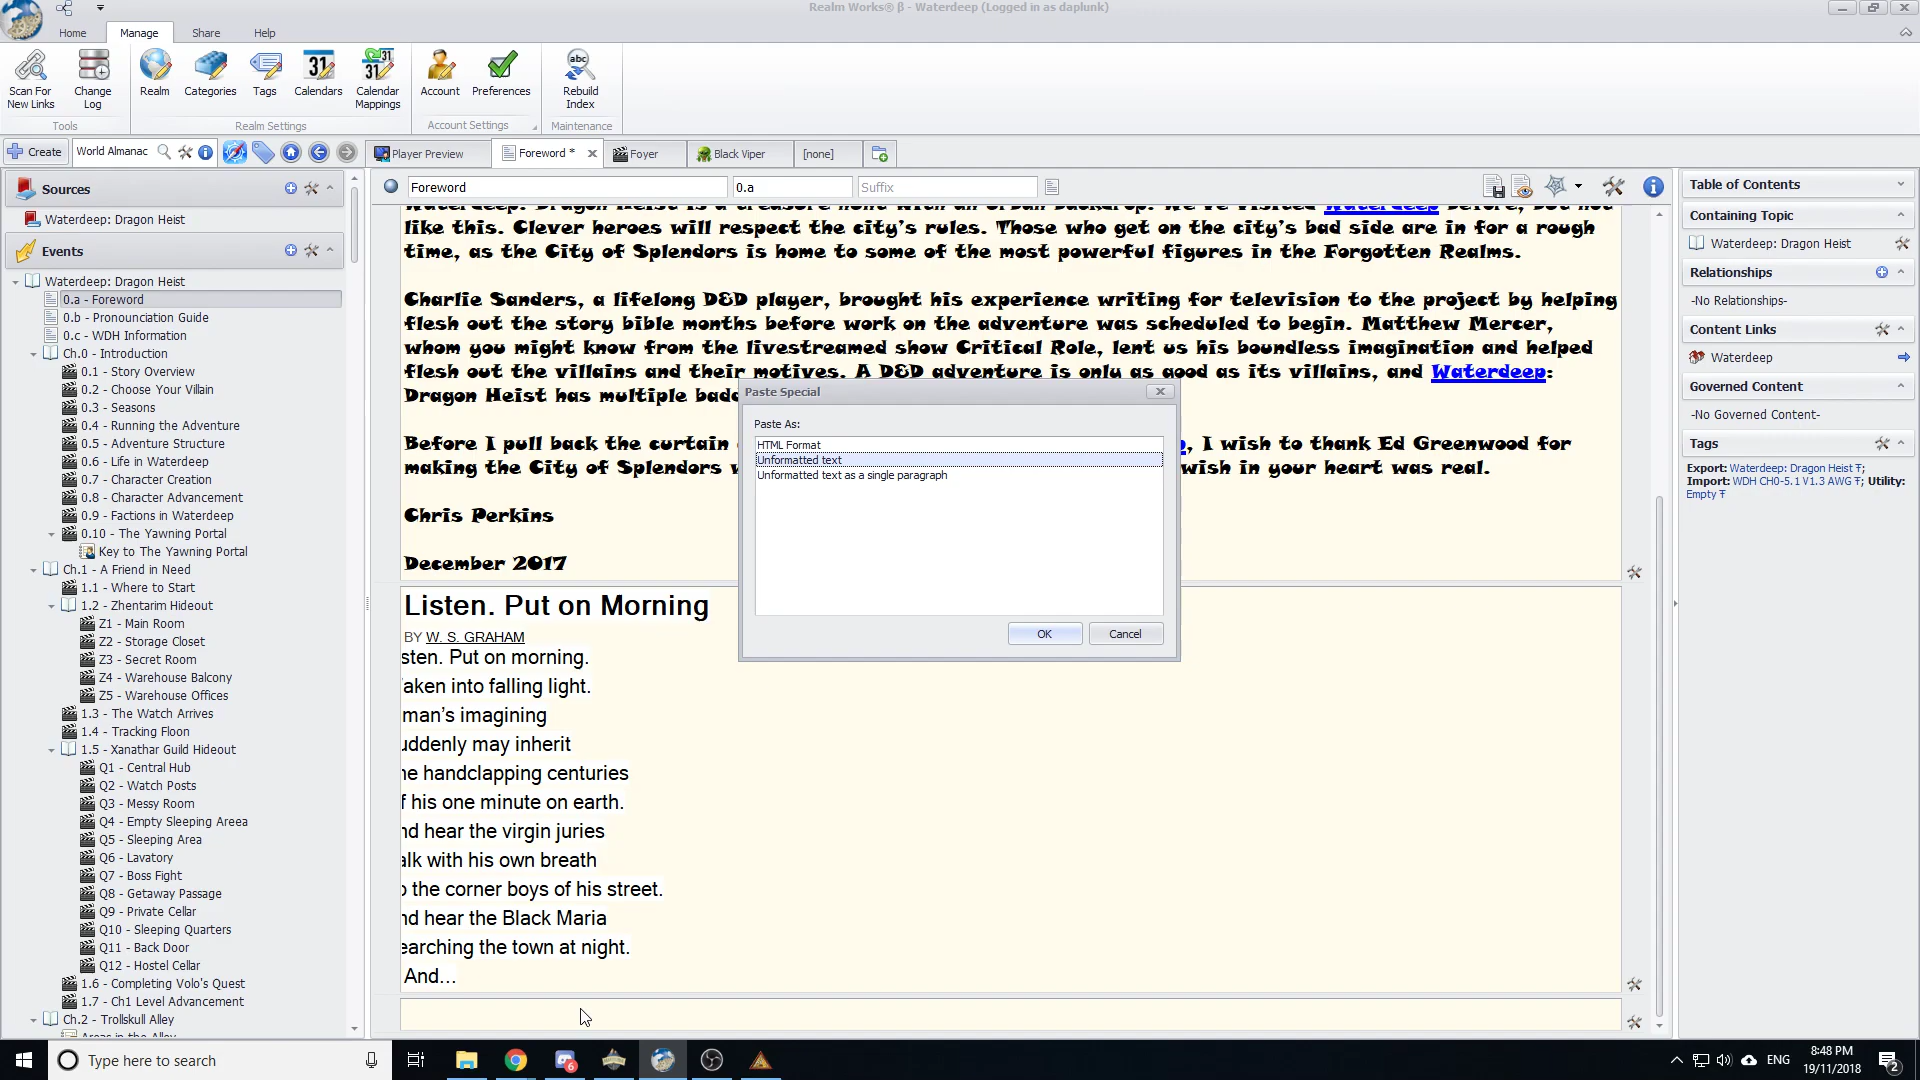 Realm Works® β - Waterdeep (Logged in as daplunk)
Home
Manage
Share
Help
Scan For New Links
Change Log
Realm
Categories
Tags
Calendars
Calendar Mappings
Account
Preferences
Rebuild Index
Tools
Realm Settings
Account Settings
Maintenance
Create
World Almanac
Player Preview
Foreword *
Foyer
Black Viper
[none]
Sources
Waterdeep: Dragon Heist
Events
Waterdeep: Dragon Heist
0.a - Foreword
0.b - Pronounciation Guide
0.c - WDH Information
Ch.0 - Introduction
0.1 - Story Overview
0.2 - Choose Your Villain
0.3 - Seasons
0.4 - Running the Adventure
0.5 - Adventure Structure
0.6 - Life in Waterdeep
0.7 - Character Creation
0.8 - Character Advancement
0.9 - Factions in Waterdeep
0.10 - The Yawning Portal
Key to The Yawning Portal
Ch.1 - A Friend in Need
1.1 - Where to Start
1.2 - Zhentarim Hideout
Z1 - Main Room
Z2 - Storage Closet
Z3 - Secret Room
Z4 - Warehouse Balcony
Z5 - Warehouse Offices
1.3 - The Watch Arrives
1.4 - Tracking Floon
1.5 - Xanathar Guild Hideout
Q1 - Central Hub
Q2 - Watch Posts
Q3 - Messy Room
Q4 - Empty Sleeping Areea
Q5 - Sleeping Area
Q6 - Lavatory
Q7 - Boss Fight
Q8 - Getaway Passage
Q9 - Private Cellar
Q10 - Sleeping Quarters
Q11 - Back Door
Q12 - Hostel Cellar
1.6 - Completing Volo's Quest
1.7 - Ch1 Level Advancement
Ch.2 - Trollskull Alley
Areas in the Alley
Foreword
0.a
Suffix
Waterdeep: Dragon Heist is a treasure hunt with an urban backdrop. We've visited Waterdeep before, but not
like this. Clever heroes will respect the city's rules. Those who get on the city's bad side are in for a rough
time, as the City of Splendors is home to some of the most powerful figures in the Forgotten Realms.
Charlie Sanders, a lifelong D&D player, brought his experience writing for television to the project by helping
flesh out the story bible months before work on the adventure was scheduled to begin. Matthew Mercer,
whom you might know from the livestreamed show Critical Role, lent us his boundless imagination and helped
flesh out the villains and their motives. A D&D adventure is only as good as its villains, and Waterdeep:
Dragon Heist has multiple
Before I pull back the curtain , I wish to thank Ed Greenwood for
making the City of Splendors wish in your heart was real.
Chris Perkins
December 2017
Listen. Put on Morning
BY W. S. GRAHAM
sten. Put on morning.
aken into falling light.
man's imagining
uddenly may inherit
he handclapping centuries
f his one minute on earth.
nd hear the virgin juries
alk with his own breath
o the corner boys of his street.
nd hear the Black Maria
earching the town at night.
And...
Paste Special
Paste As:
HTML Format
Unformatted text
Unformatted text as a single paragraph
OK
Cancel
Table of Contents
Containing Topic
Waterdeep: Dragon Heist
Relationships
-No Relationships-
Content Links
Waterdeep
Governed Content
-No Governed Content-
Tags
Export: Waterdeep: Dragon Heist Ŧ;
Import: WDH CH0-5.1 V1.3 AWG Ŧ; Utility:
Empty Ŧ
Type here to search
ENG
8:48 PM
19/11/2018